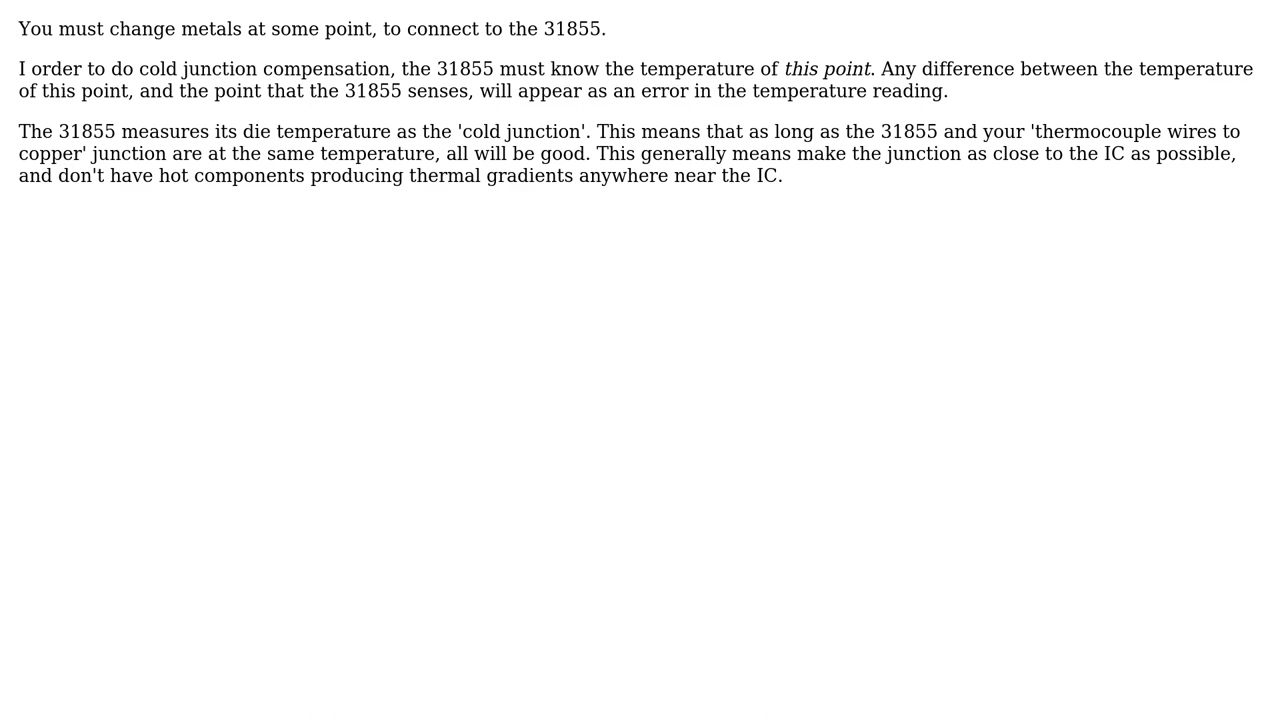 You must change metals at some point, to connect to the 31855.
I order to do cold junction compensation, the 31855 must know the temperature of this point. Any difference between the temperature
of this point, and the point that the 31855 senses, will appear as an error in the temperature reading.
The 31855 measures its die temperature as the 'cold junction'. This means that as long as the 31855 and your 'thermocouple wires to
copper' junction are at the same temperature, all will be good. This generally means make the junction as close to the IC as possible,
and don't have hot components producing thermal gradients anywhere near the IC.